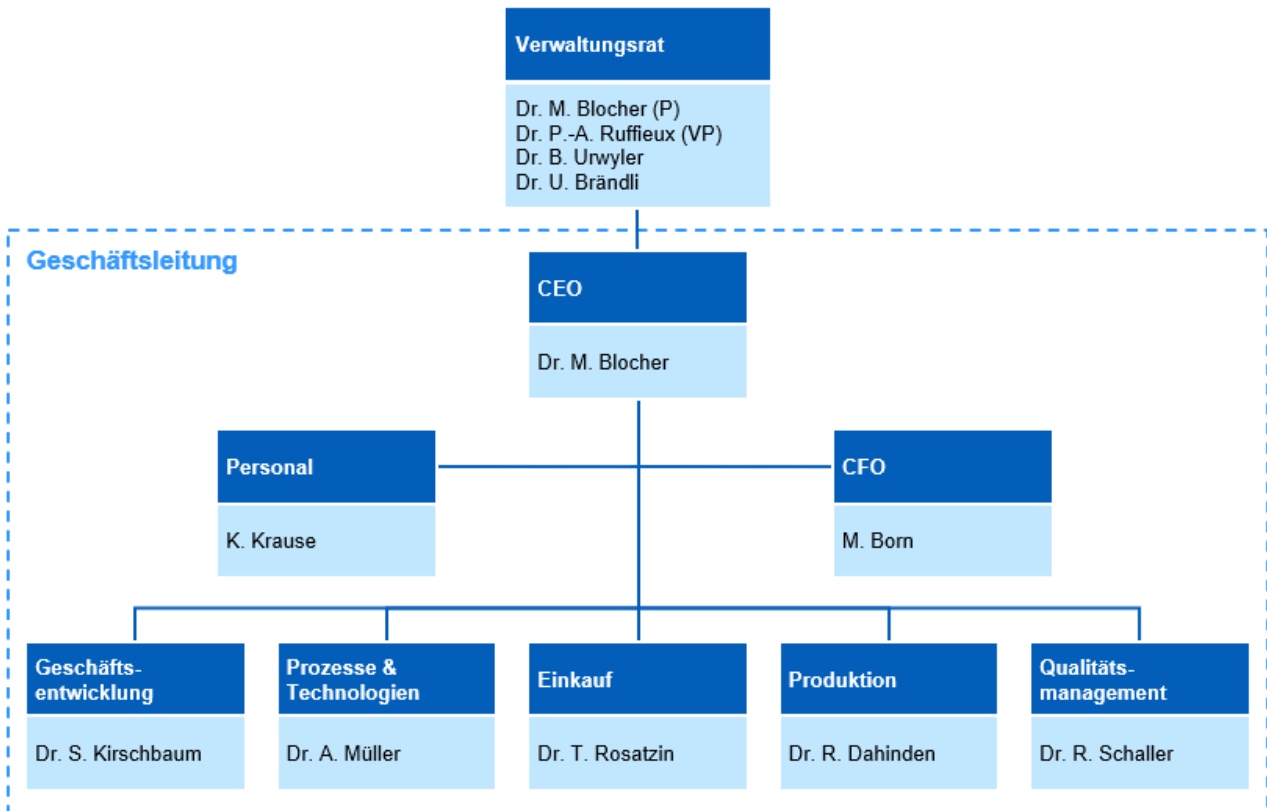 Verwaltungsrat
Dr. M. Blocher (P)
Dr. P.-A. Ruffieux (VP)
Dr. B. Urwyler
Dr. U. Brändli
Geschäftsleitung
CEO
Dr. M. Blocher
Personal
K. Krause
CFO
M. Born
Geschäfts-
entwicklung
Dr. S. Kirschbaum
Prozesse &
Technologien
Dr. A. Müller
Einkauf
Dr. T. Rosatzin
Produktion
Dr. R. Dahinden
Qualitäts-
management
Dr. R. Schaller